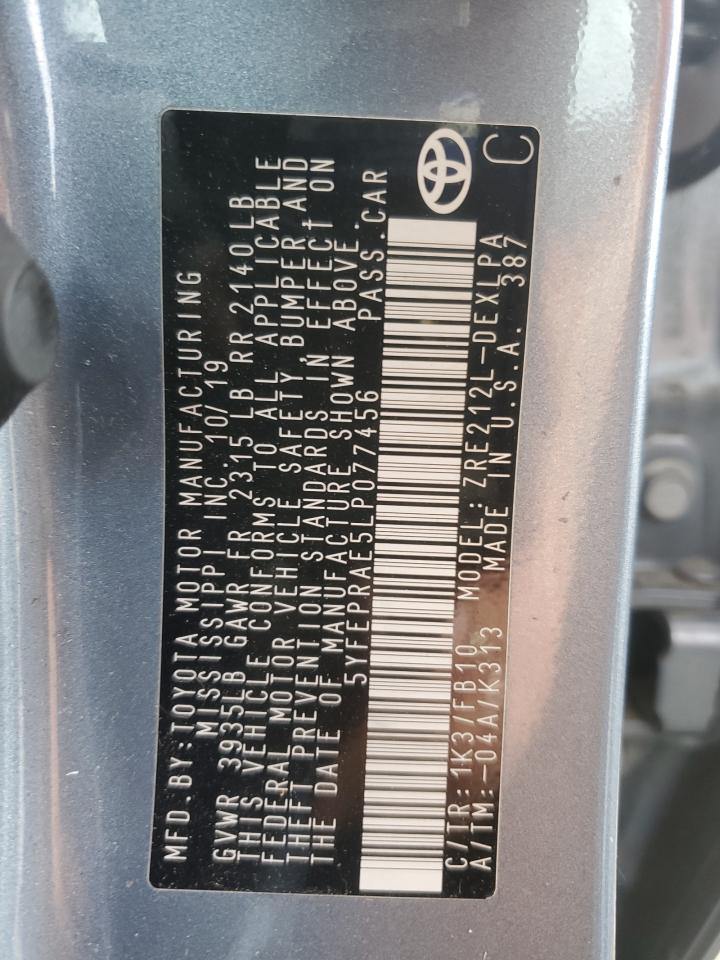 MFD.BY:TOYOTA MOTOR MANUFACTURING
MISSISSIPPI INC. 10/19
GVWR 3935LB GAWR FR 2315 LB RR 2140LB
THIS VEHICLE CONFORMS TO ALL APPLICABLE
FEDERAL MOTOR VEHICLE SAFETY, BUMPER, AND
THEFT PREVENTION STANDARDS IN EFFECT ON
THE DATE OF MANUFACTURE SHOWN ABOVE.
5YFEPRAE5LP077456 PASS.CAR
C/TR:1K3/FB10 MODEL:ZRE212L-DEXLPA
A/TM:-04A/K313 MADE IN U.S.A. 387
C